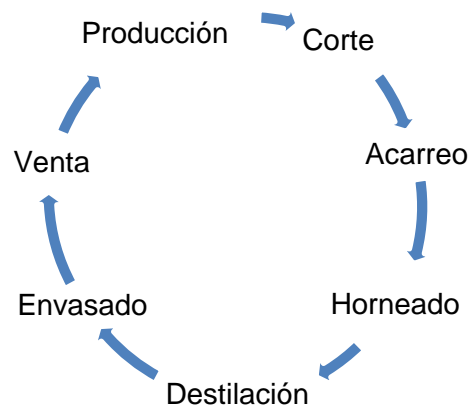 Producción
Corte
Acarreo
Horneado
Destilación
Envasado
Venta